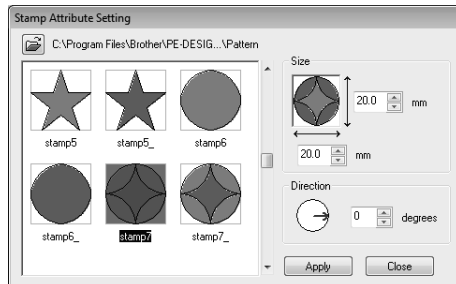 Stamp Attribute Setting
C:\Program Files\Brother\PE-DESIG...\Pattern
stamp5 stamp5_ stamp6
stamp6_ stamp7 stamp7_
Size
20.0 mm
20.0 mm
Direction
0 degrees
Apply Close